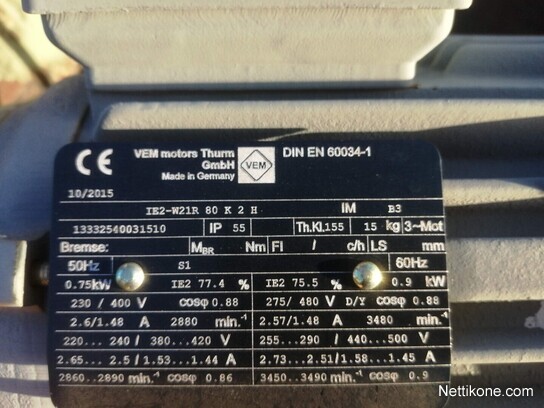 CE VEM motors Thurm GmbH Made in Germany VEM DIN EN 60034-1
10/2015
IE2-W21R 80 K 2 H IM B3
13332540031510 IP 55 Th.Kl.155 15 kg 3~Mot
Bremse: MBR Nm FI / c/h LS mm
50Hz S1 60Hz
0.75kW IE2 77.4 % IE2 75.5 % 0.9 kW
230 / 400 V cosφ 0.88 275/ 480 V D/Y cosφ 0.88
2.6/1.48 A 2880 min.-1 2.57/1.48 A 3480 min.-1
220... 240/ 380...420 V 255...290 / 440...500 V
2.65... 2.5/1.53...1.44 A 2.73...2.51/1.58...1.45 A
2860..2890 min.-1 cosφ 0.86 3450..3490 min.-1 cosφ 0.9
Nettikone.com